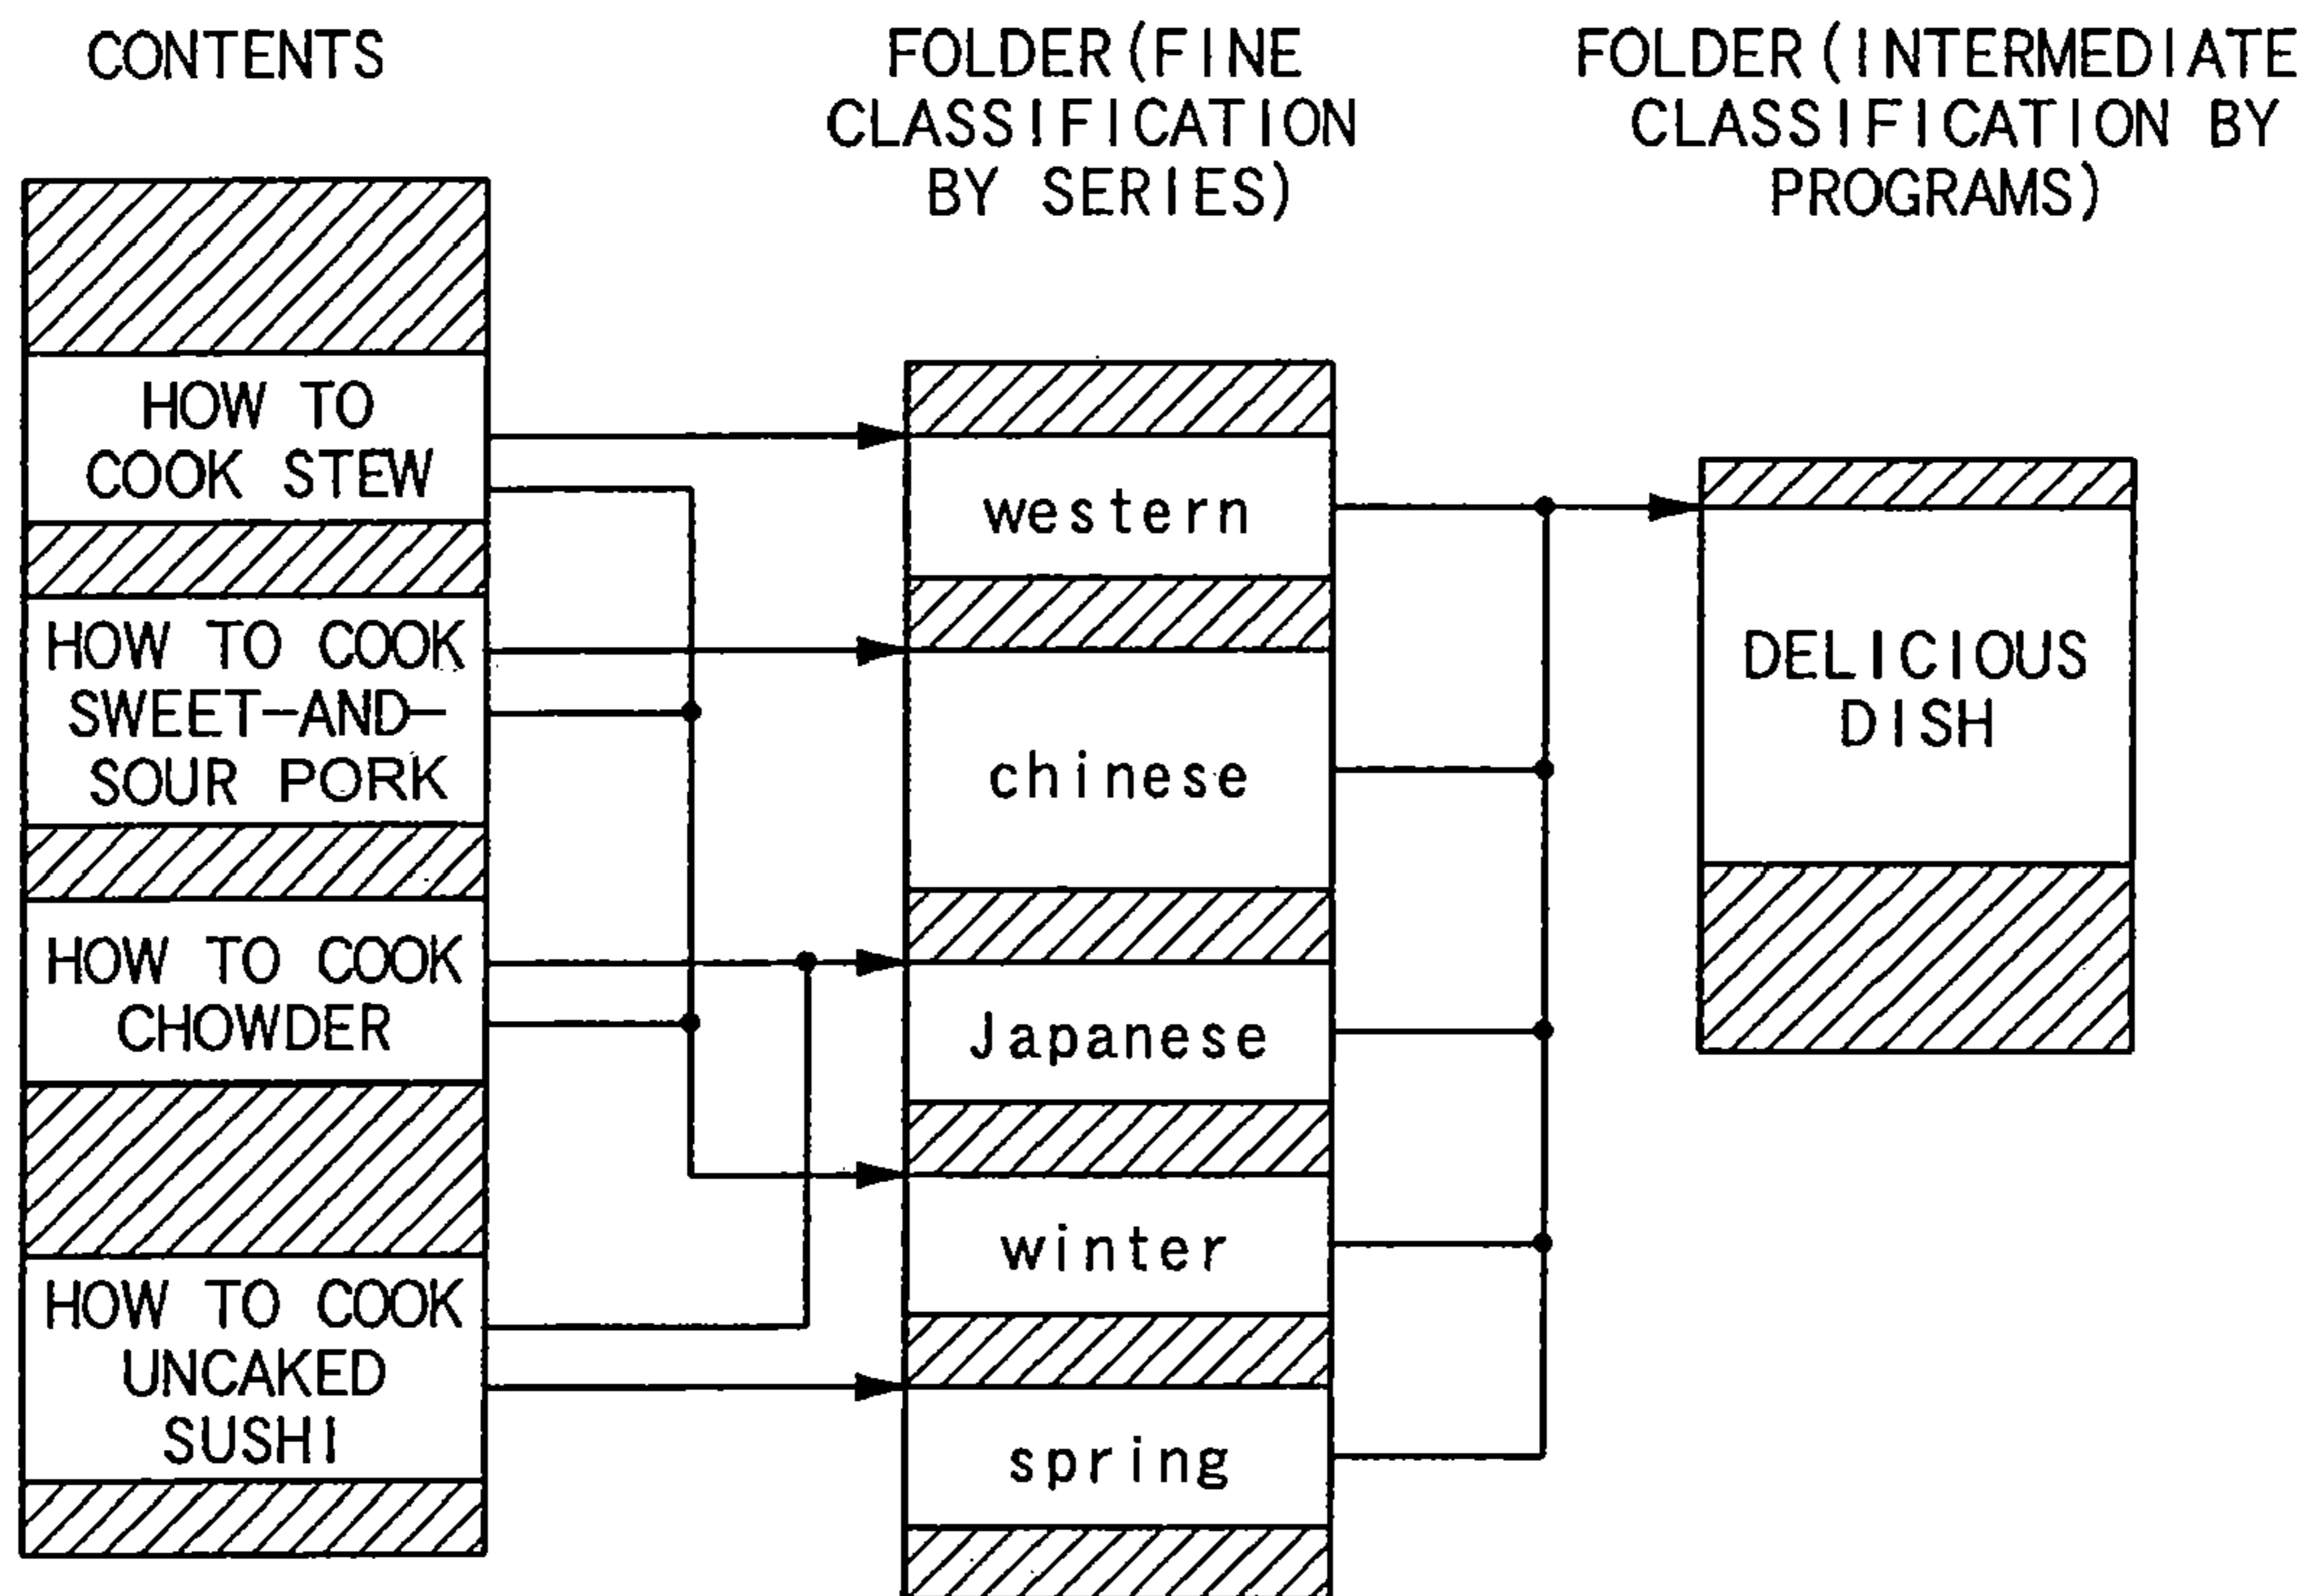 CONTENTS
FOLDER(FINE
CLASSIFICATION
BY SERIES)
FOLDER(INTERMEDIATE
CLASSIFICATION BY
PROGRAMS)
HOW TO
COOK STEW
HOW TO COOK
SWEET-AND-
SOUR PORK
HOW TO COOK
CHOWDER
HOW TO COOK
UNCAKED
SUSHI
western
chinese
Japanese
winter
spring
DELICIOUS
DISH